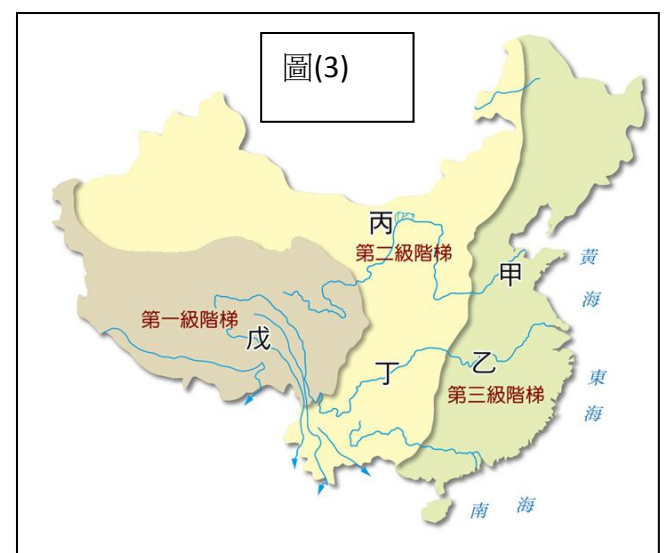 圖(3)
丙
第二級階梯
甲
黃
海
第一級階梯
戊
丁
乙
第三級階梯
東
海
南
海